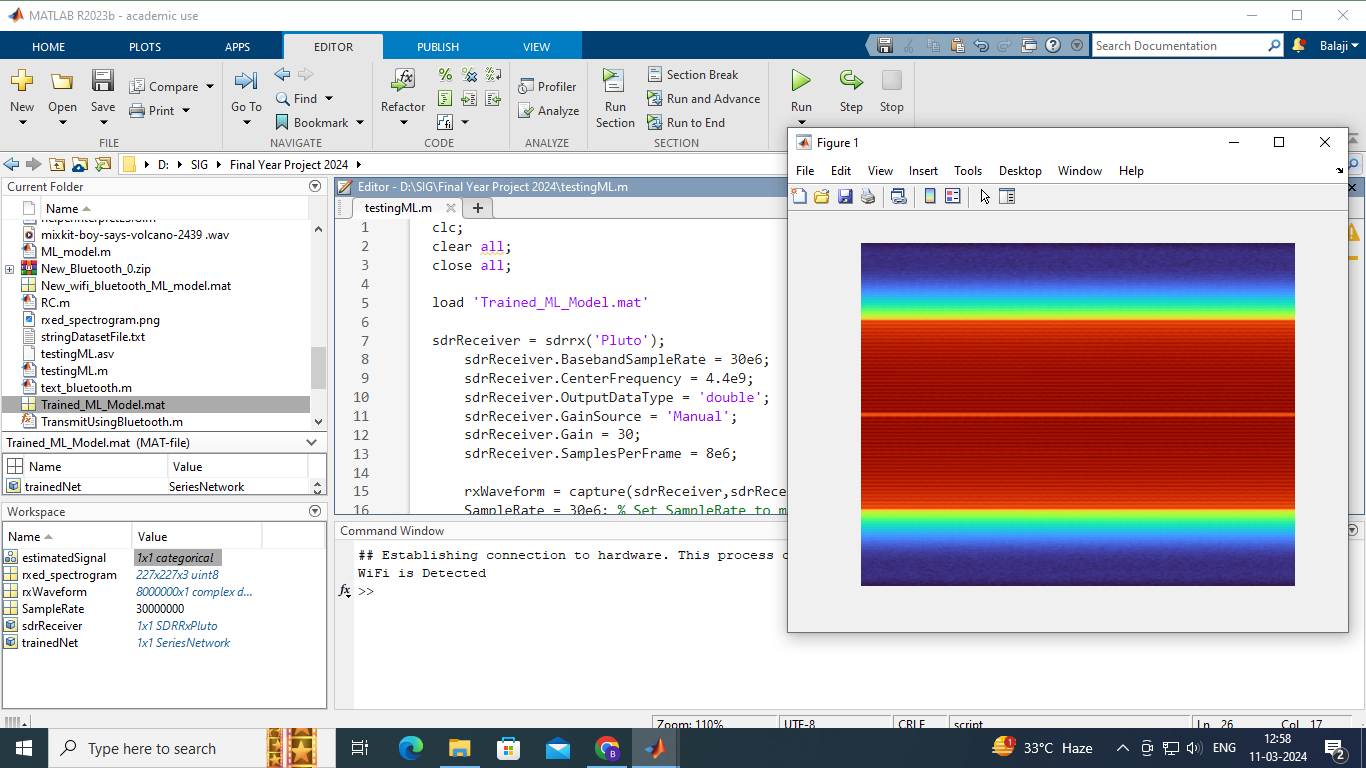 MATLAB R2023b - academic use
HOME PLOTS APPS EDITOR PUBLISH VIEW
Search Documentation
Balaji
New Open Save
Compare
Print
FILE
Go To
Find
Bookmark
NAVIGATE
Refactor
CODE
Profiler
Analyze
ANALYZE
Run Section
Section Break
Run and Advance
Run to End
SECTION
Run Step Stop
D: SIG Final Year Project 2024
Current Folder
Name
mixkit-boy-says-volcano-2439 .wav
ML_model.m
New_Bluetooth_0.zip
New_wifi_bluetooth_ML_model.mat
RC.m
rxed_spectrogram.png
stringDatasetFile.txt
testingML.asv
testingML.m
text_bluetooth.m
Trained_ML_Model.mat
TransmitUsingBluetooth.m
Trained_ML_Model.mat (MAT-file)
Name Value
trainedNet SeriesNetwork
Workspace
Name Value
estimatedSignal 1x1 categorical
rxed_spectrogram 227x227x3 uint8
rxWaveform 8000000x1 complex d...
SampleRate 30000000
sdrReceiver 1x1 SDRRxPluto
trainedNet 1x1 SeriesNetwork
Editor - D:\SIG\Final Year Project 2024\testingML.m
testingML.m
1 clc;
2 clear all;
3 close all;
4
5 load 'Trained_ML_Model.mat'
6
7 sdrReceiver = sdrrx('Pluto');
8 sdrReceiver.BasebandSampleRate = 30e6;
9 sdrReceiver.CenterFrequency = 4.4e9;
10 sdrReceiver.OutputDataType = 'double';
11 sdrReceiver.GainSource = 'Manual';
12 sdrReceiver.Gain = 30;
13 sdrReceiver.SamplesPerFrame = 8e6;
14
15 rxWaveform = capture(sdrReceiver,sdrRece
16 SampleRate = 30e6; % Set SampleRate to m
Command Window
## Establishing connection to hardware. This process c
WiFi is Detected
fx >>
Figure 1
File Edit View Insert Tools Desktop Window Help
Zoom: 110% UTF-8 CRLF script Ln 26 Col 17
Type here to search
33°C Haze
ENG
12:58
11-03-2024
2